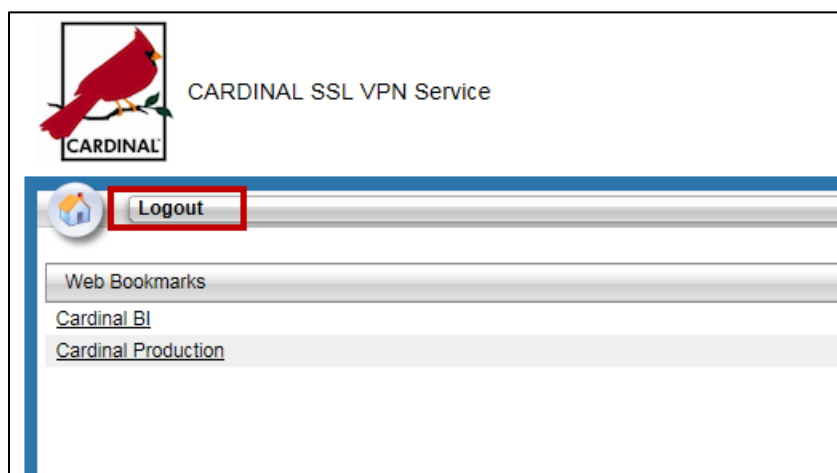 CARDINAL SSL VPN Service
CARDINAL
Logout
Web Bookmarks
Cardinal BI
Cardinal Production